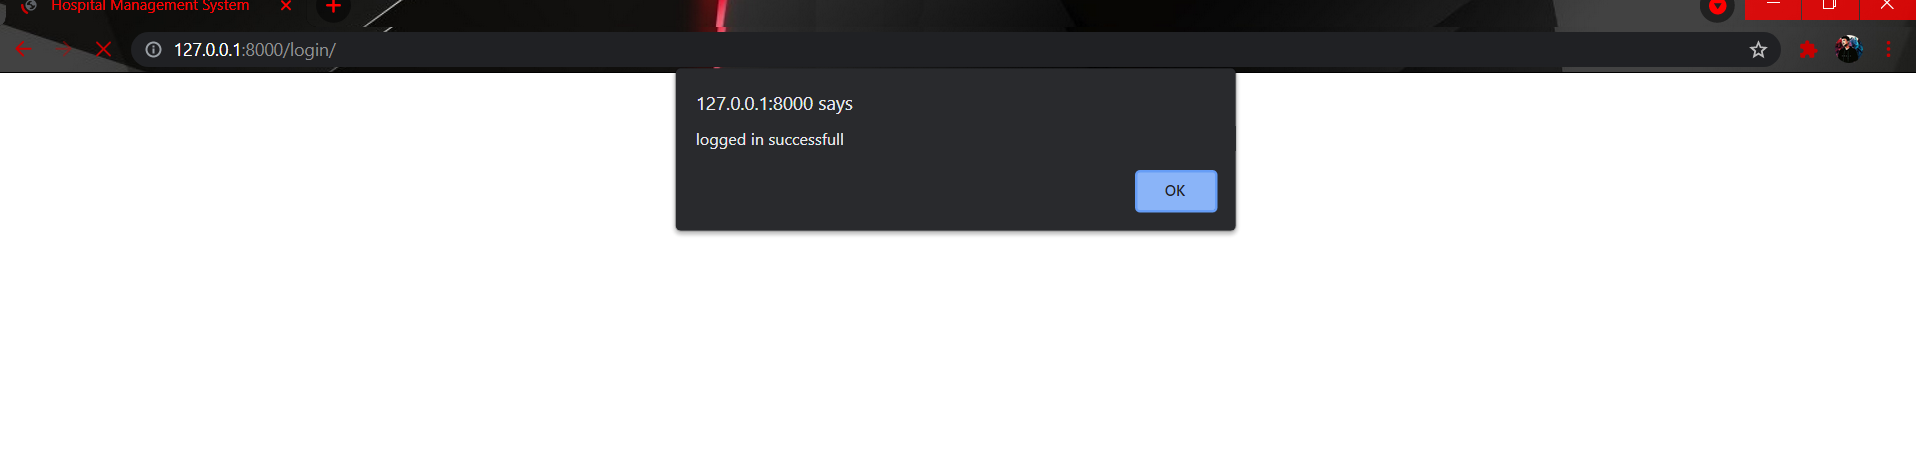 Hospital Management System
127.0.0.1:8000/login/
127.0.0.1:8000 says
logged in successfull
OK